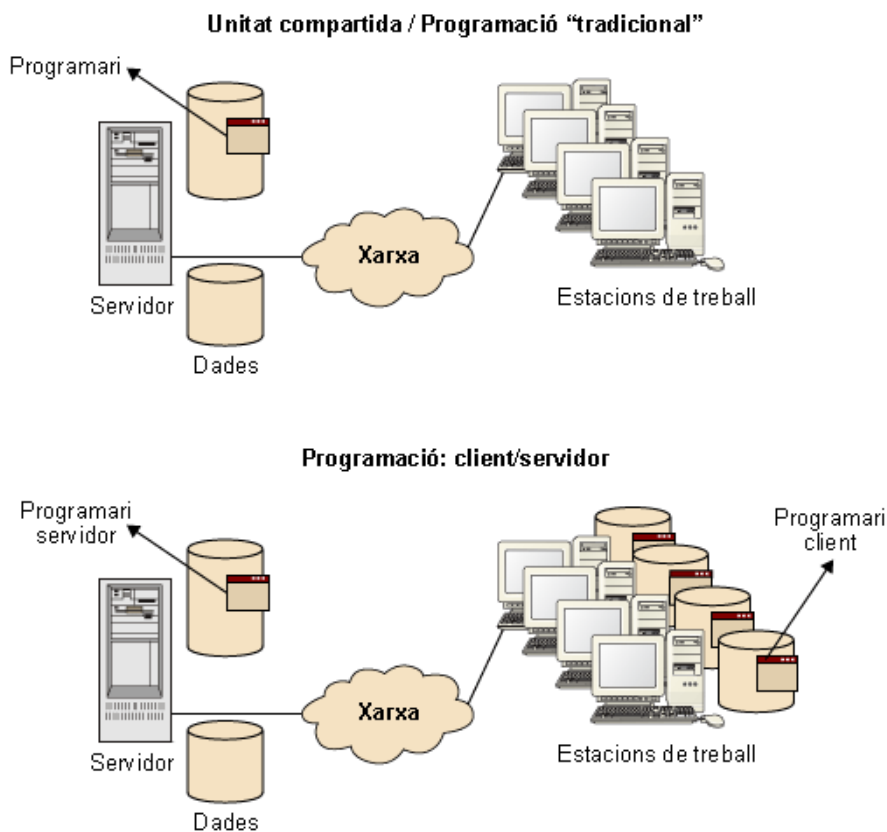 Unitat compartida / Programació “tradicional”
Programari
Xarxa
Servidor
Estacions de treball
Dades
Programació: client/servidor
Programari
servidor
Programari
client
Xarxa
Servidor
Estacions de treball
Dades